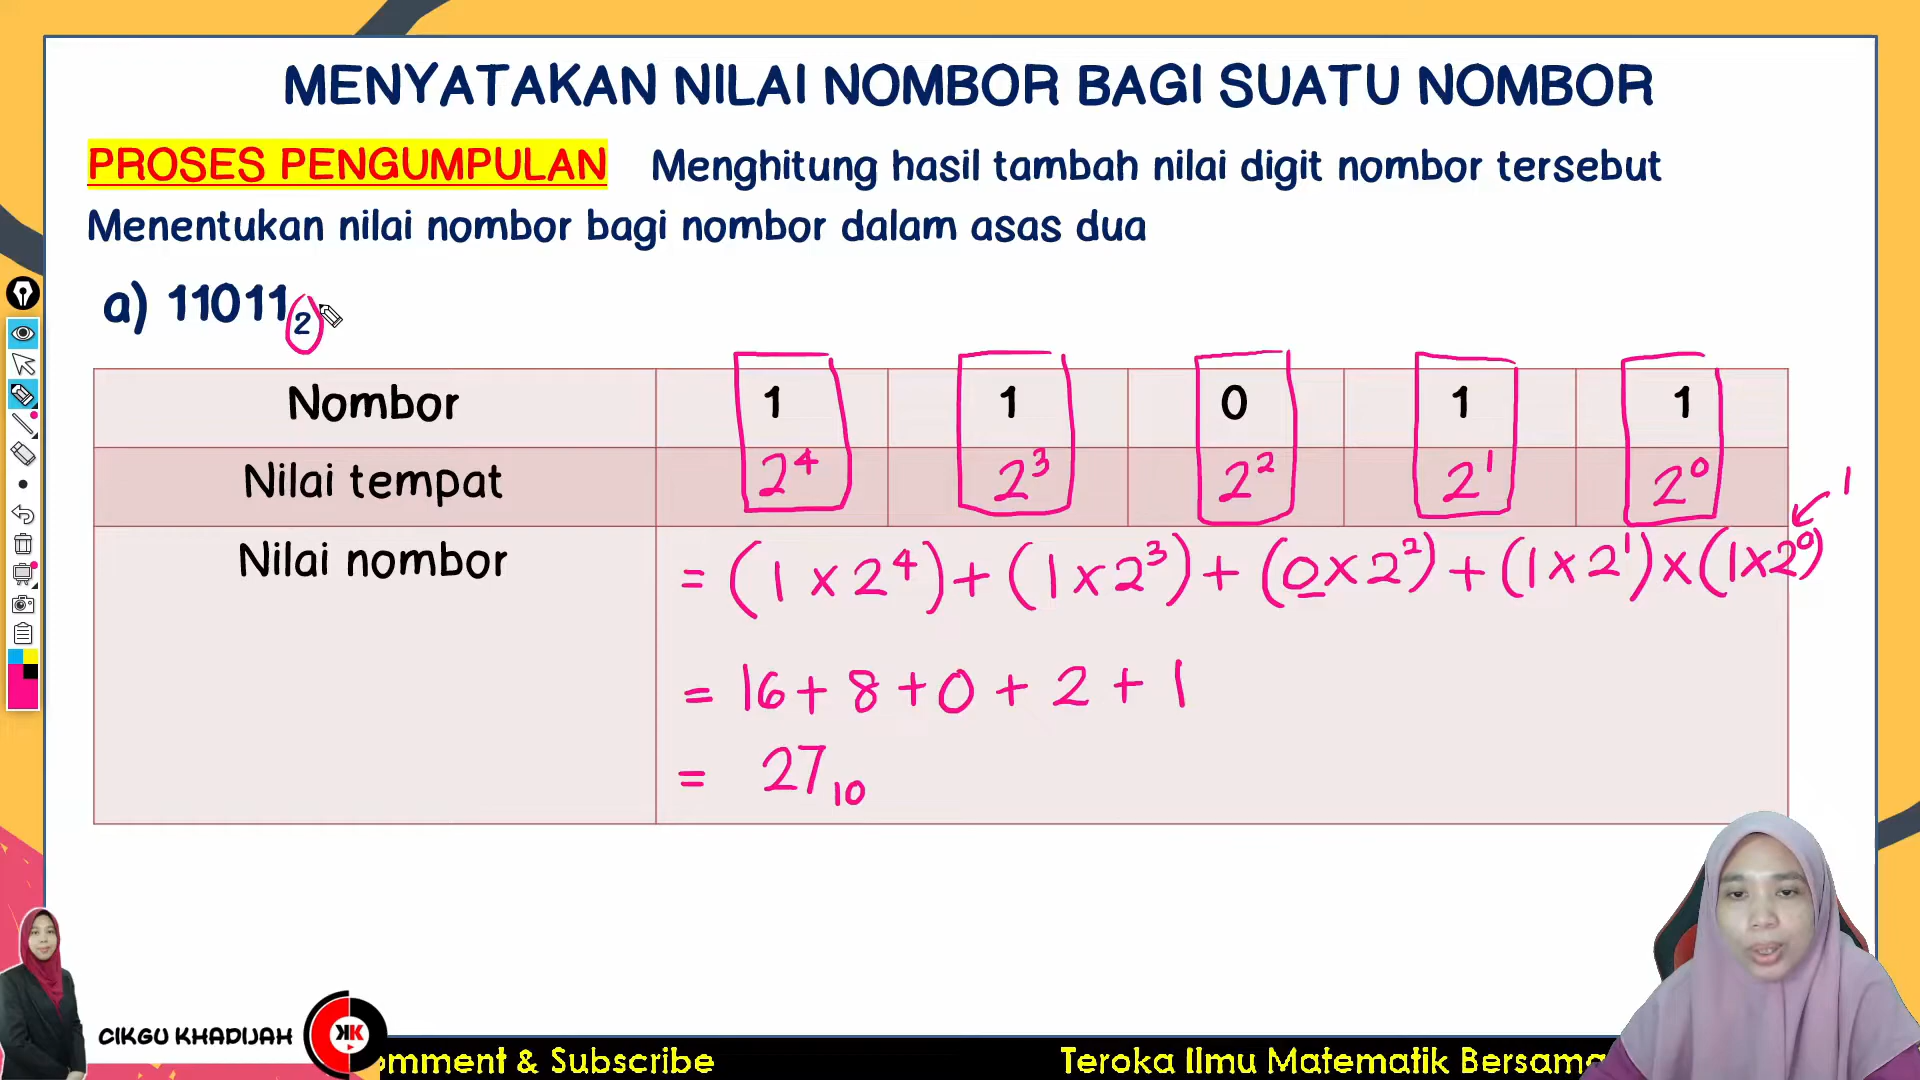 MENYATAKAN NILAI NOMBOR BAGI SUATU NOMBOR
PROSES PENGUMPULAN Menghitung hasil tambah nilai digit nombor tersebut
Menentukan nilai nombor bagi nombor dalam asas dua
a) 11011₂
Nombor 1 1 0 1 1
Nilai tempat 2⁴ 2³ 2² 2¹ 2⁰
1
Nilai nombor = (1 x 2⁴) + (1 x 2³) + (0 x 2²) + (1 x 2¹) x (1 x 2⁰)
= 16 + 8 + 0 + 2 + 1
= 27₁₀
CIKGU KHADIJAH KK
omment & Subscribe Teroka Ilmu Matematik Bersama